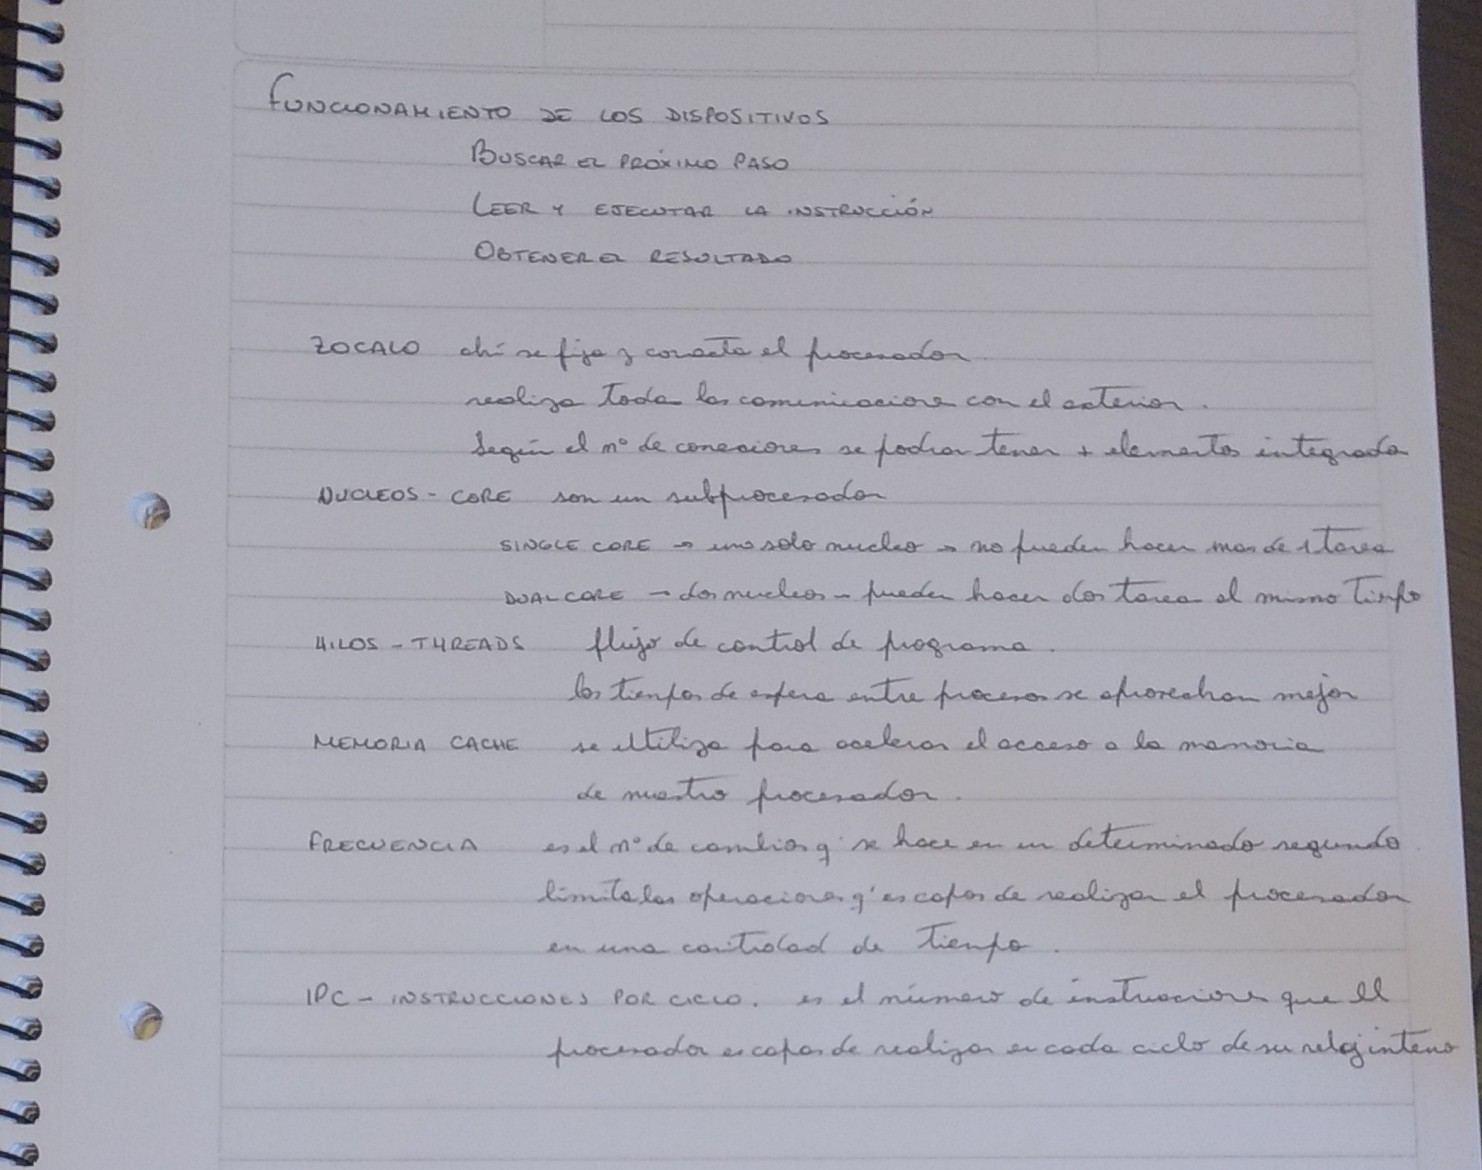 FUNCIONAMIENTO DE LOS DISPOSITIVOS
BUSCAR EL PRÓXIMO PASO
LEER Y EJECUTAR LA INSTRUCCIÓN
OBTENER EL RESULTADO
ZOCALO ahí se fija y conecta el procesador
realiza todas las comunicaciones con el exterior.
Según el nº de conexiones se podran tener + elementos integrados
NUCLEOS - CORE son un subprocesador
SINGLE CORE → uno solo nucleo → no pueden hacer mas de 1 tarea
DUAL CORE → dos nucleos - pueden hacer dos tareas al mismo tiempo
HILOS - THREADS flujo de control de programa.
los tiempos de espera entre procesos se aprovechan mejor
MEMORIA CACHE se utiliza para acelerar el acceso a la memoria
de nuestro procesador.
FRECUENCIA es el nº de cambios q' se hace en un determinado segundo.
limita las operaciones q' es capas de realizar el procesador
en una cantidad de tiempo.
IPC - INSTRUCCIONES POR CICLO. es el número de instrucciones que el
procesador es capas de realizar en cada ciclo de su reloj interno